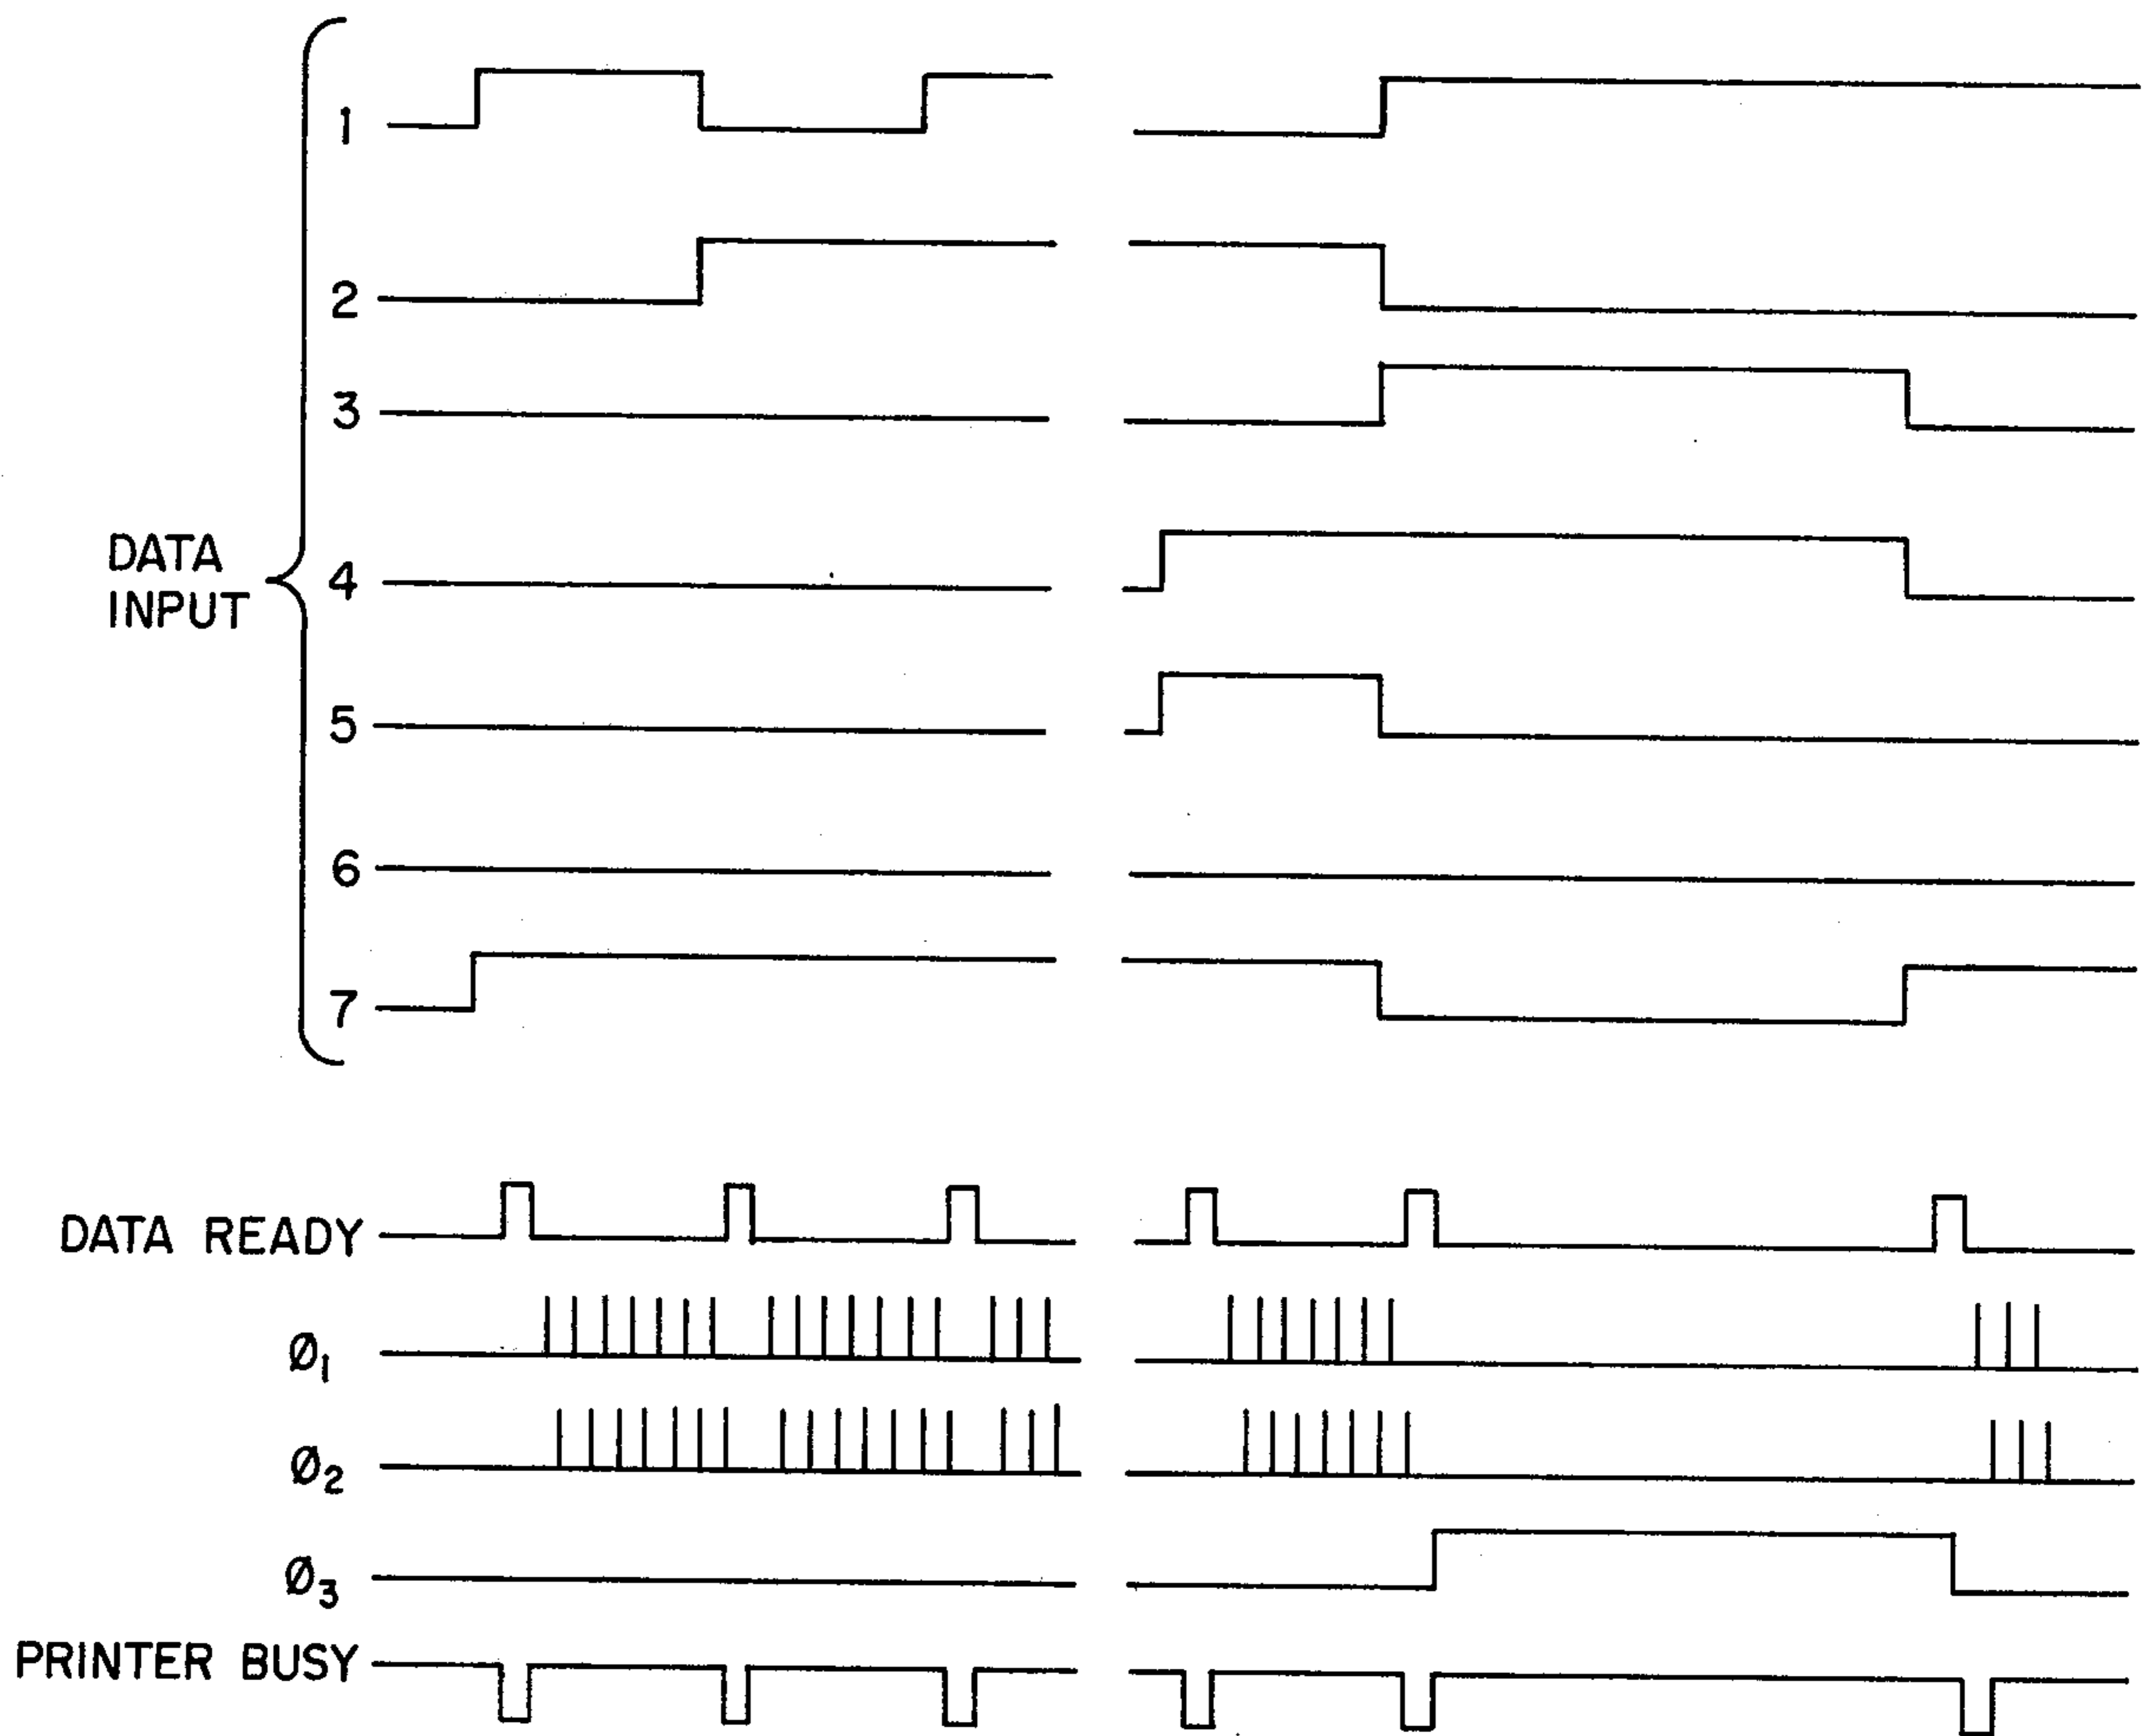 1
2
3
DATA
INPUT
4
5
6
7
DATA READY
Ø1
Ø2
Ø3
PRINTER BUSY